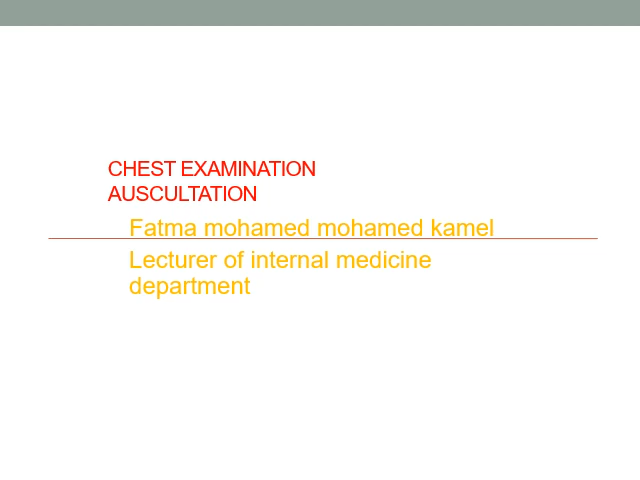 CHEST EXAMINATION
AUSCULTATION
Fatma mohamed mohamed kamel
Lecturer of internal medicine
department